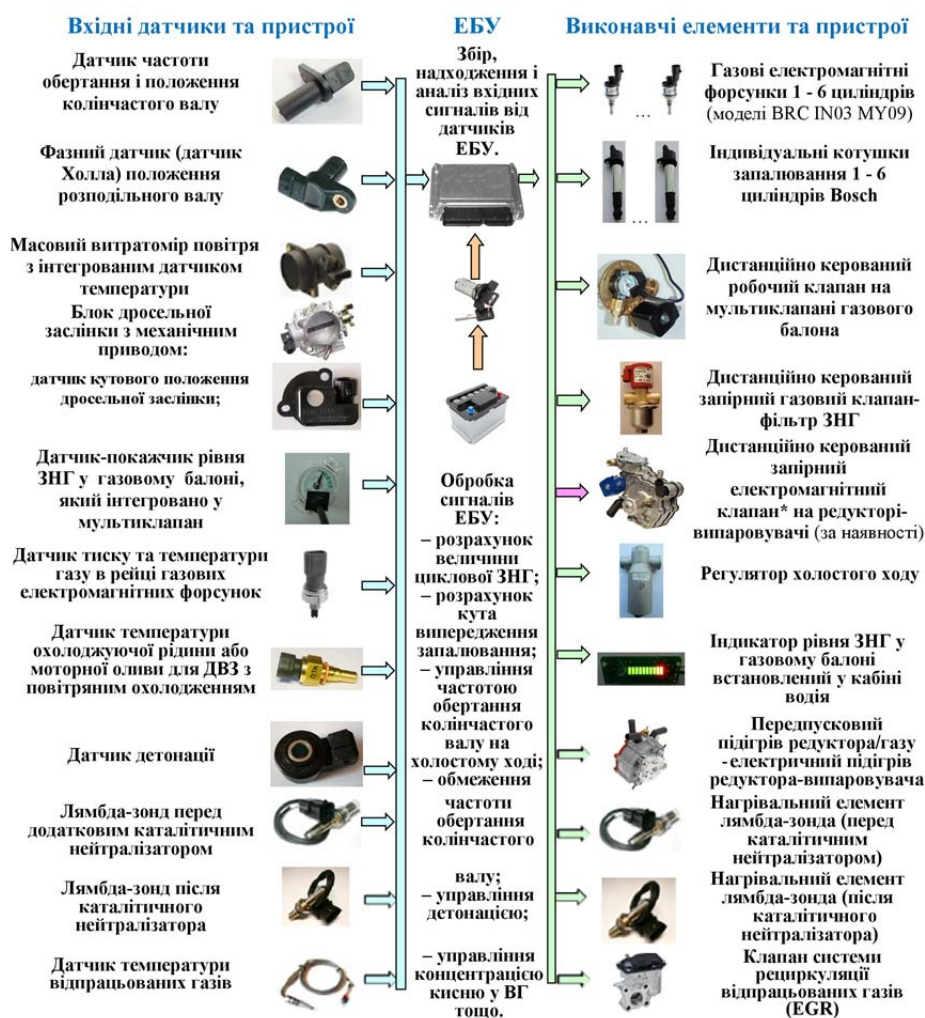 Вхідні датчики та пристрої
Датчик частоти
обертання і положення
колінчастого валу
Фазний датчик (датчик
Холла) положення
розподільного валу
Масовий витратомір повітря
з інтегрованим датчиком
температури
Блок дросельної
заслінки з механічним
приводом:
датчик кутового положення
дросельної заслінки;
Датчик-покажчик рівня
ЗНГ у газовому балоні,
який інтегровано у
мультиклапан
Датчик тиску та температури
газу в рейці газових
електромагнітних форсунок
Датчик температури
охолоджуючої рідини або
моторної оливи для ДВЗ з
повітряним охолодженням
Датчик детонації
Лямбда-зонд перед
додатковим каталітичним
нейтралізатором
Лямбда-зонд після
каталітичного
нейтралізатора
Датчик температури
відпрацьованих газів
ЕБУ
Збір,
надходження і
аналіз вхідних
сигналів від
датчиків
ЕБУ.
Обробка
сигналів
ЕБУ:
– розрахунок
величини
циклової ЗНГ;
– розрахунок
кута
випередження
запалювання;
– управління
частотою
обертання
колінчастого
валу на
холостому ході;
– обмеження
частоти
обертання
колінчастого
валу;
– управління
детонацією;
– управління
концентрацією
кисню у ВГ
тощо.
Виконавчі елементи та пристрої
Газові електромагнітні
форсунки 1 - 6 циліндрів
(моделі BRC IN03 MY09)
...
Індивідуальні котушки
запалювання 1 - 6
циліндрів Bosch
...
Дистанційно керований
робочий клапан на
мультиклапані газового
балона
Дистанційно керований
запірний газовий клапан-
фільтр ЗНГ
Дистанційно керований
запірний
електромагнітний
клапан* на редукторі-
випаровувачі (за наявності)
Регулятор холостого ходу
Індикатор рівня ЗНГ у
газовому балоні
встановлений у кабіні
водія
Передпусковий
підігрів редуктора/газу
-електричний підігрів
редуктора-випаровувача
Нагрівальний елемент
лямбда-зонда (перед
каталітичним
нейтралізатором)
Нагрівальний елемент
лямбда-зонда (після
каталітичного
нейтралізатора)
Клапан системи
рециркуляції
відпрацьованих газів
(EGR)